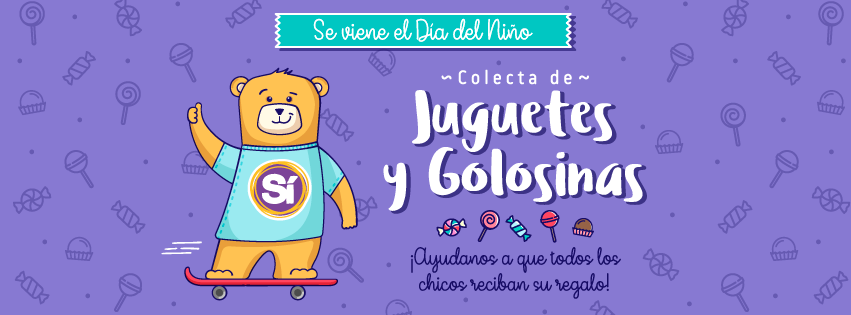 Se viene el Día del Niño
~Colecta de~
Juguetes
y Golosinas
Sí
¡Ayudanos a que todos los
chicos reciban su regalo!